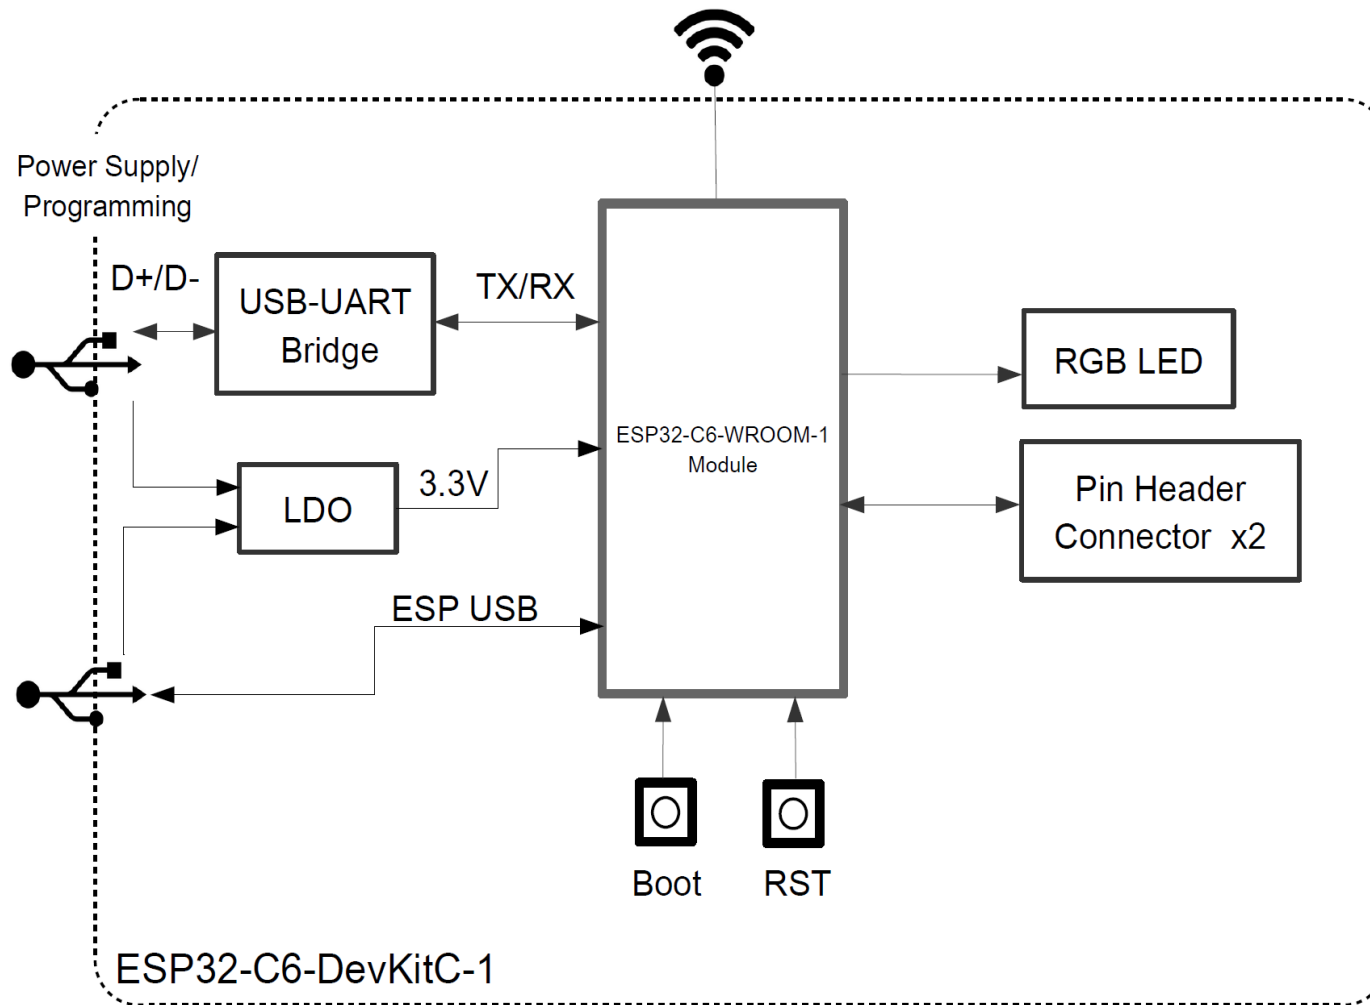 Power Supply/
Programming
D+/D-
USB-UART
Bridge
TX/RX
RGB LED
ESP32-C6-WROOM-1
Module
3.3V
LDO
Pin Header
Connector x2
ESP USB
Boot
RST
ESP32-C6-DevKitC-1